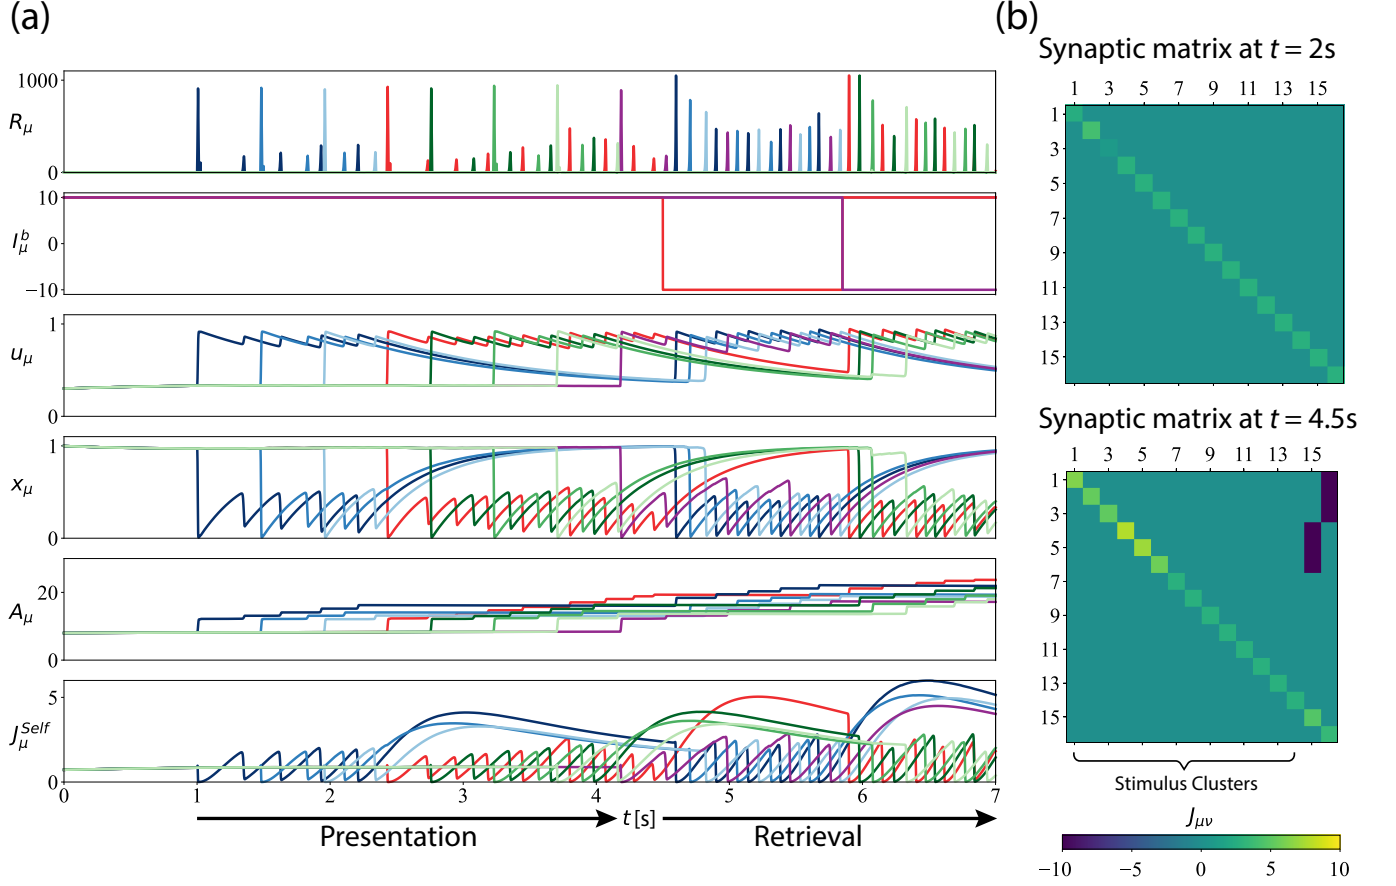 (a)
1000
0
Rμ
10
0
−10
Iμb
1
0
uμ
1
0
xμ
20
0
Aμ
5
0
JμSelf
0 1 2 3 4 5 6 7
t [s]
Presentation
Retrieval
(b)
Synaptic matrix at t = 2s
1 3 5 7 9 11 13 15
1
3
5
7
9
11
13
15
Synaptic matrix at t = 4.5s
1 3 5 7 9 11 13 15
1
3
5
7
9
11
13
15
Stimulus Clusters
Jμν
−10 −5 0 5 10